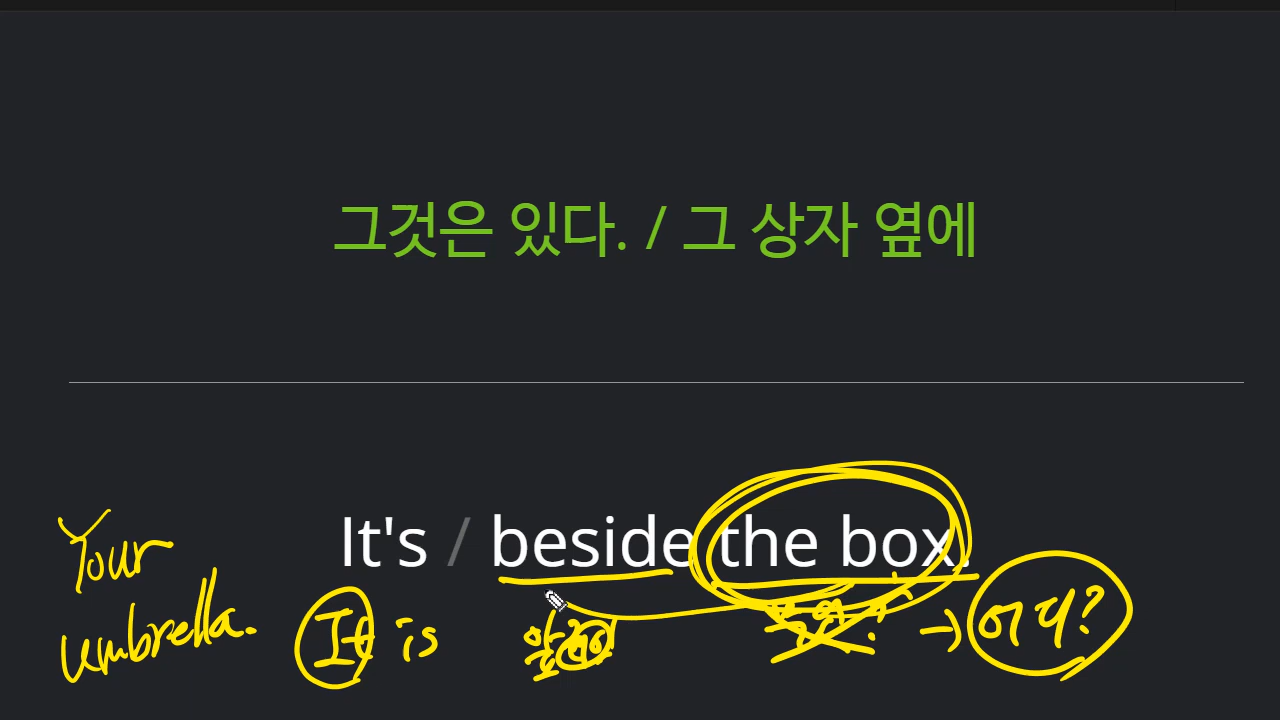 그것은 있다. / 그 상자 옆에
It's / beside the box.
Your
umbrella.
It is
→ 어디?